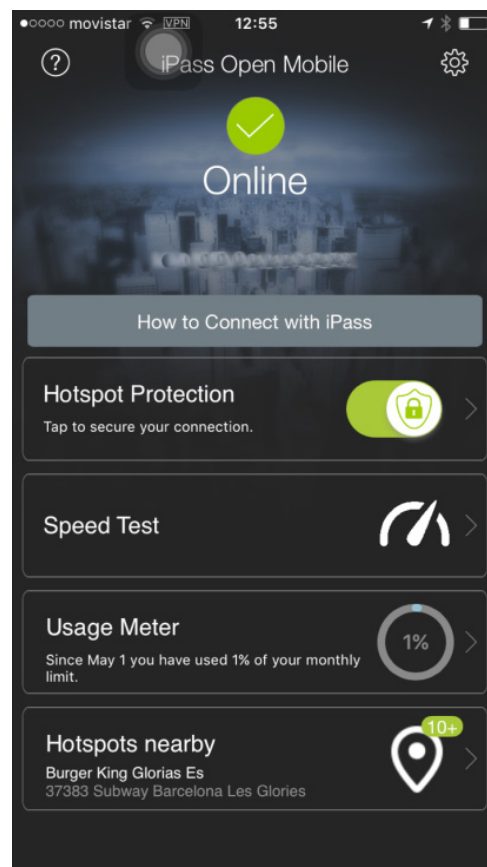 movistar VPN 12:55
? iPass Open Mobile
Online
How to Connect with iPass
Hotspot Protection
Tap to secure your connection.
Speed Test
Usage Meter
Since May 1 you have used 1% of your monthly
limit.
1%
Hotspots nearby
10+
Burger King Glorias Es
37383 Subway Barcelona Les Glories